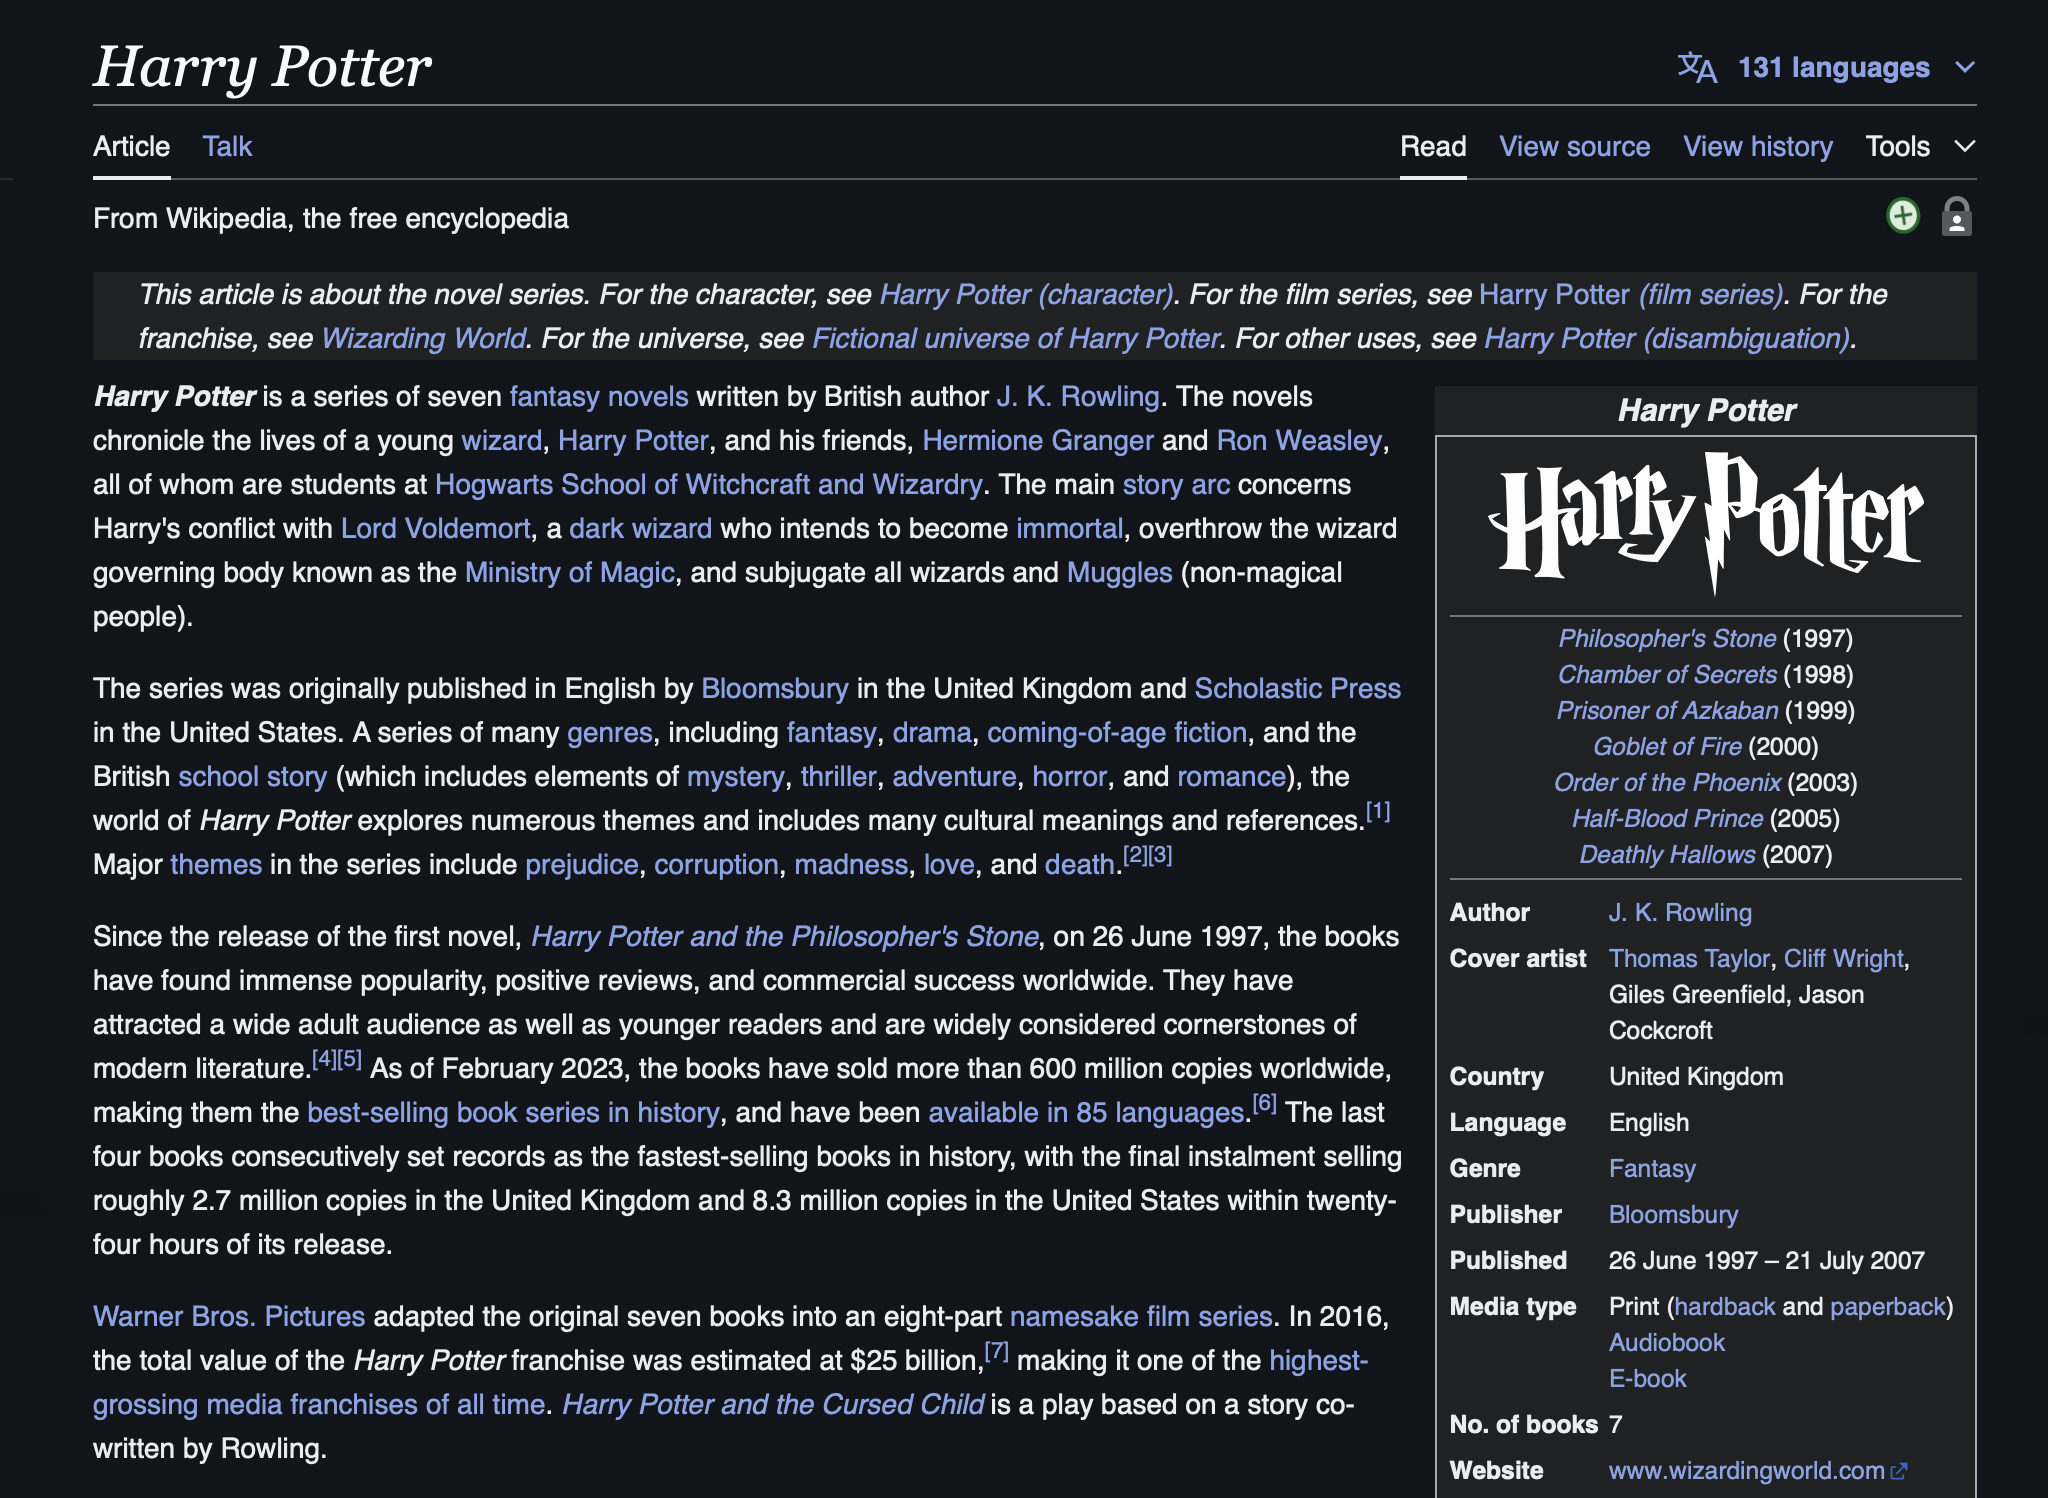 Harry Potter
131 languages
Article Talk
Read View source View history Tools
From Wikipedia, the free encyclopedia
This article is about the novel series. For the character, see Harry Potter (character). For the film series, see Harry Potter (film series). For the
franchise, see Wizarding World. For the universe, see Fictional universe of Harry Potter. For other uses, see Harry Potter (disambiguation).
Harry Potter is a series of seven fantasy novels written by British author J. K. Rowling. The novels
chronicle the lives of a young wizard, Harry Potter, and his friends, Hermione Granger and Ron Weasley,
all of whom are students at Hogwarts School of Witchcraft and Wizardry. The main story arc concerns
Harry's conflict with Lord Voldemort, a dark wizard who intends to become immortal, overthrow the wizard
governing body known as the Ministry of Magic, and subjugate all wizards and Muggles (non-magical
people).
The series was originally published in English by Bloomsbury in the United Kingdom and Scholastic Press
in the United States. A series of many genres, including fantasy, drama, coming-of-age fiction, and the
British school story (which includes elements of mystery, thriller, adventure, horror, and romance), the
world of Harry Potter explores numerous themes and includes many cultural meanings and references.[1]
Major themes in the series include prejudice, corruption, madness, love, and death.[2][3]
Since the release of the first novel, Harry Potter and the Philosopher's Stone, on 26 June 1997, the books
have found immense popularity, positive reviews, and commercial success worldwide. They have
attracted a wide adult audience as well as younger readers and are widely considered cornerstones of
modern literature.[4][5] As of February 2023, the books have sold more than 600 million copies worldwide,
making them the best-selling book series in history, and have been available in 85 languages.[6] The last
four books consecutively set records as the fastest-selling books in history, with the final instalment selling
roughly 2.7 million copies in the United Kingdom and 8.3 million copies in the United States within twenty-
four hours of its release.
Warner Bros. Pictures adapted the original seven books into an eight-part namesake film series. In 2016,
the total value of the Harry Potter franchise was estimated at $25 billion,[7] making it one of the highest-
grossing media franchises of all time. Harry Potter and the Cursed Child is a play based on a story co-
written by Rowling.
Harry Potter
Harry Potter
Philosopher's Stone (1997)
Chamber of Secrets (1998)
Prisoner of Azkaban (1999)
Goblet of Fire (2000)
Order of the Phoenix (2003)
Half-Blood Prince (2005)
Deathly Hallows (2007)
Author J. K. Rowling
Cover artist Thomas Taylor, Cliff Wright,
Giles Greenfield, Jason
Cockcroft
Country United Kingdom
Language English
Genre Fantasy
Publisher Bloomsbury
Published 26 June 1997 – 21 July 2007
Media type Print (hardback and paperback)
Audiobook
E-book
No. of books 7
Website www.wizardingworld.com